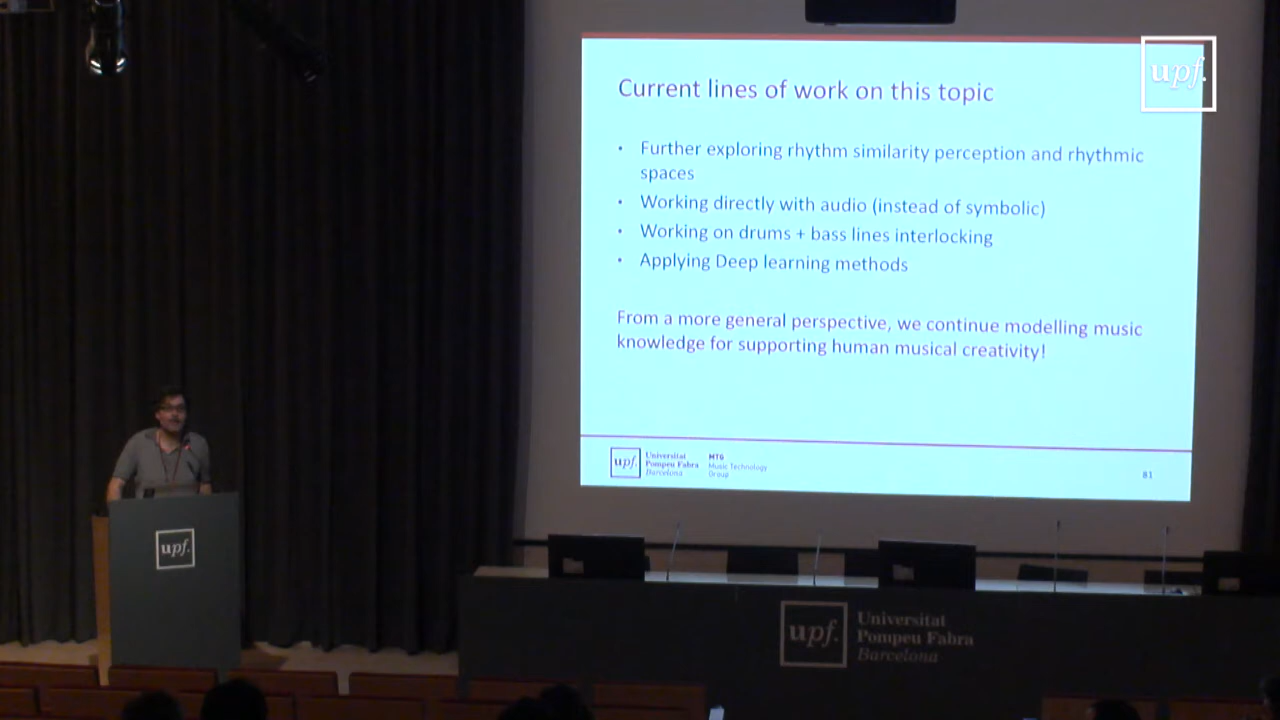 Current lines of work on this topic
upf.
• Further exploring rhythm similarity perception and rhythmic
spaces
• Working directly with audio (instead of symbolic)
• Working on drums + bass lines interlocking
• Applying Deep learning methods
From a more general perspective, we continue modelling music
knowledge for supporting human musical creativity!
upf.
Universitat
Pompeu Fabra
Barcelona
MTG
Music Technology
Group
81
upf.
upf.
Universitat
Pompeu Fabra
Barcelona